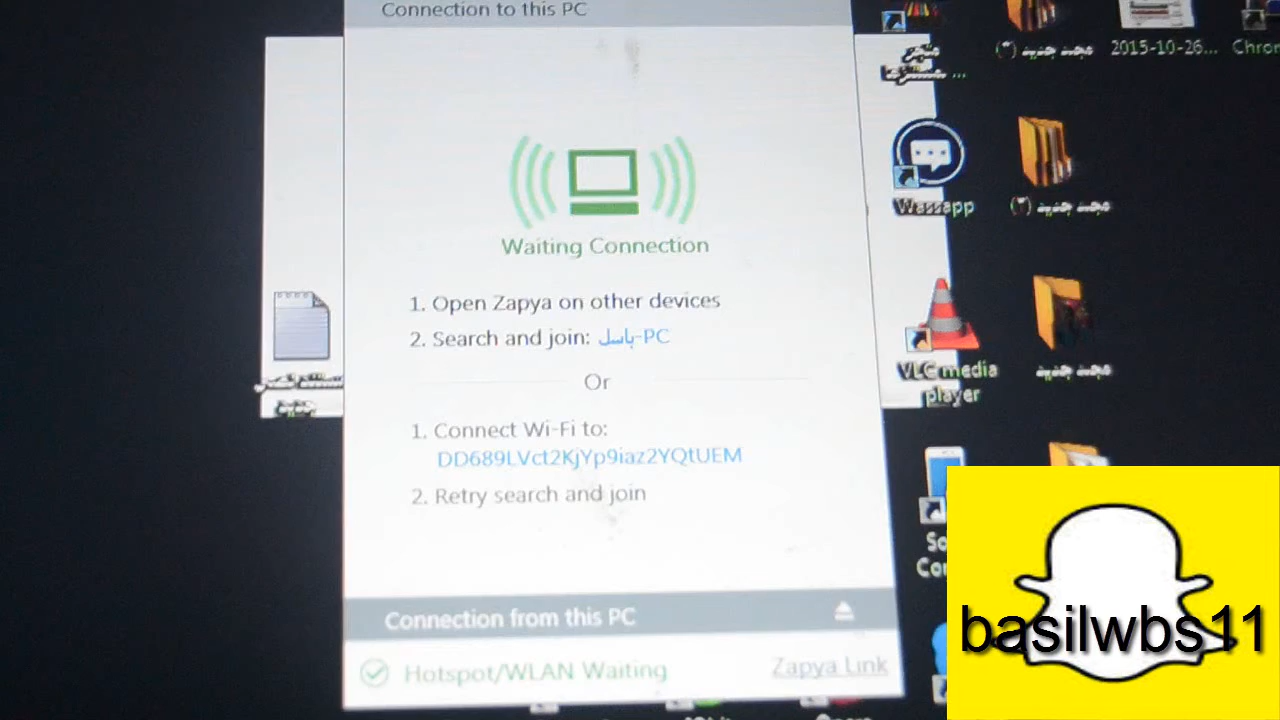 Connection to this PC
Waiting Connection
1. Open Zapya on other devices
2. Search and join: باسل-PC
Or
1. Connect Wi-Fi to:
DD689LVct2KjYp9iaz2YQtUEM
2. Retry search and join
Connection from this PC
Hotspot/WLAN Waiting
Zapya Link
2015-10-26...
Chro
Wassapp
VLC media
player
basilwbs11